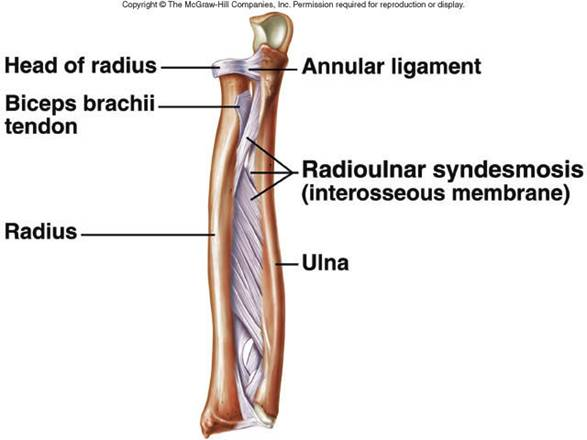 Copyright © The McGraw-Hill Companies, Inc. Permission required for reproduction or display.
Head of radius
Annular ligament
Biceps brachii
tendon
Radioulnar syndesmosis
(interosseous membrane)
Radius
Ulna